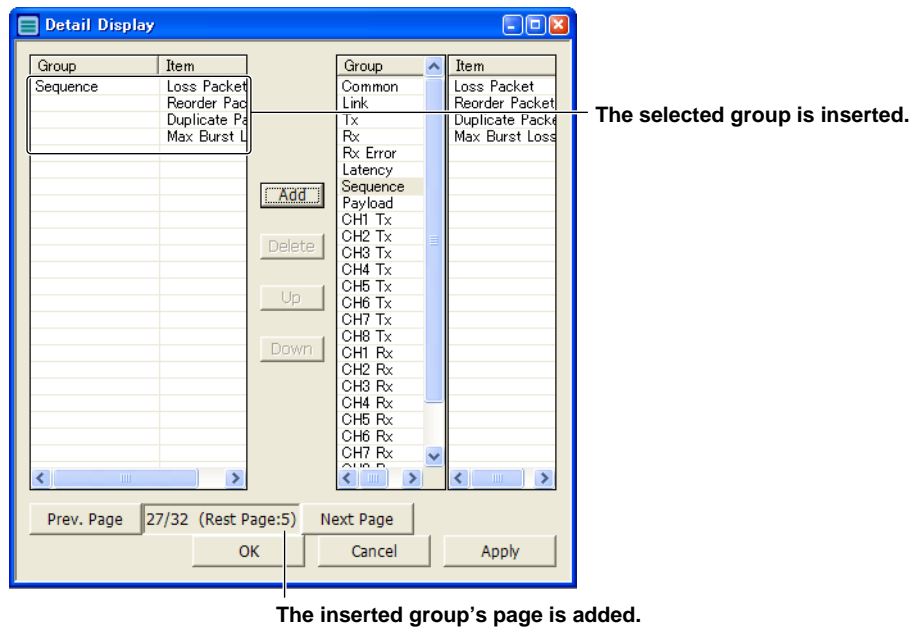 Detail Display
Group Item
Sequence Loss Packet
Reorder Pac
Duplicate Pa
Max Burst L
Add
Delete
Up
Down
Group
Common
Link
Tx
Rx
Rx Error
Latency
Sequence
Payload
CH1 Tx
CH2 Tx
CH3 Tx
CH4 Tx
CH5 Tx
CH6 Tx
CH7 Tx
CH8 Tx
CH1 Rx
CH2 Rx
CH3 Rx
CH4 Rx
CH5 Rx
CH6 Rx
CH7 Rx
Item
Loss Packet
Reorder Packet
Duplicate Packe
Max Burst Loss
The selected group is inserted.
Prev. Page 27/32 (Rest Page:5) Next Page
OK Cancel Apply
The inserted group's page is added.